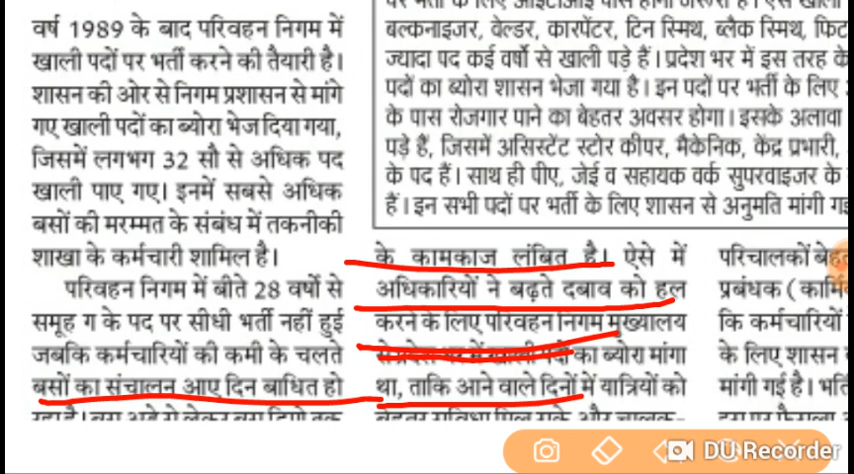 वर्ष 1989 के बाद परिवहन निगम में
खाली पदों पर भर्ती करने की तैयारी है।
शासन की ओर से निगम प्रशासन से मांगे
गए खाली पदों का ब्योरा भेज दिया गया,
जिसमें लगभग 32 सौ से अधिक पद
खाली पाए गए। इनमें सबसे अधिक
बसों की मरम्मत के संबंध में तकनीकी
शाखा के कर्मचारी शामिल है।
परिवहन निगम में बीते 28 वर्षो से
समूह ग के पद पर सीधी भर्ती नहीं हुई
जबकि कर्मचारियों की कमी के चलते
बसों का संचालन आए दिन बाधित हो
बल्कनाइजर, वेल्डर, कारपेंटर, टिन स्मिथ, ब्लैक स्मिथ,
ज्यादा पद कई वर्षो से खाली पड़े हैं। प्रदेश भर में इस तरह के
पदों का ब्योरा शासन भेजा गया है। इन पदों पर भर्ती के लिए
के पास रोजगार पाने का बेहतर अवसर होगा। इसके अलावा
पड़े हैं, जिसमें असिस्टेंट स्टोर कीपर, मैकेनिक, केंद्र प्रभारी,
के पद हैं। साथ ही पीए, जेई व सहायक वर्क सुपरवाइजर के
हैं। इन सभी पदों पर भर्ती के लिए शासन से अनुमति मांगी
के कामकाज लंबित है। ऐसे में
अधिकारियों ने बढ़ते दबाव को हल
करने के लिए परिवहन निगम मुख्यालय
से प्रदेश भर में खाली पदों का ब्योरा मांगा
था, ताकि आने वाले दिनों में यात्रियों को
परिचालकों
प्रबंधक
कि कर्मचारियों
के लिए शासन
मांगी गई है।
DU Recorder